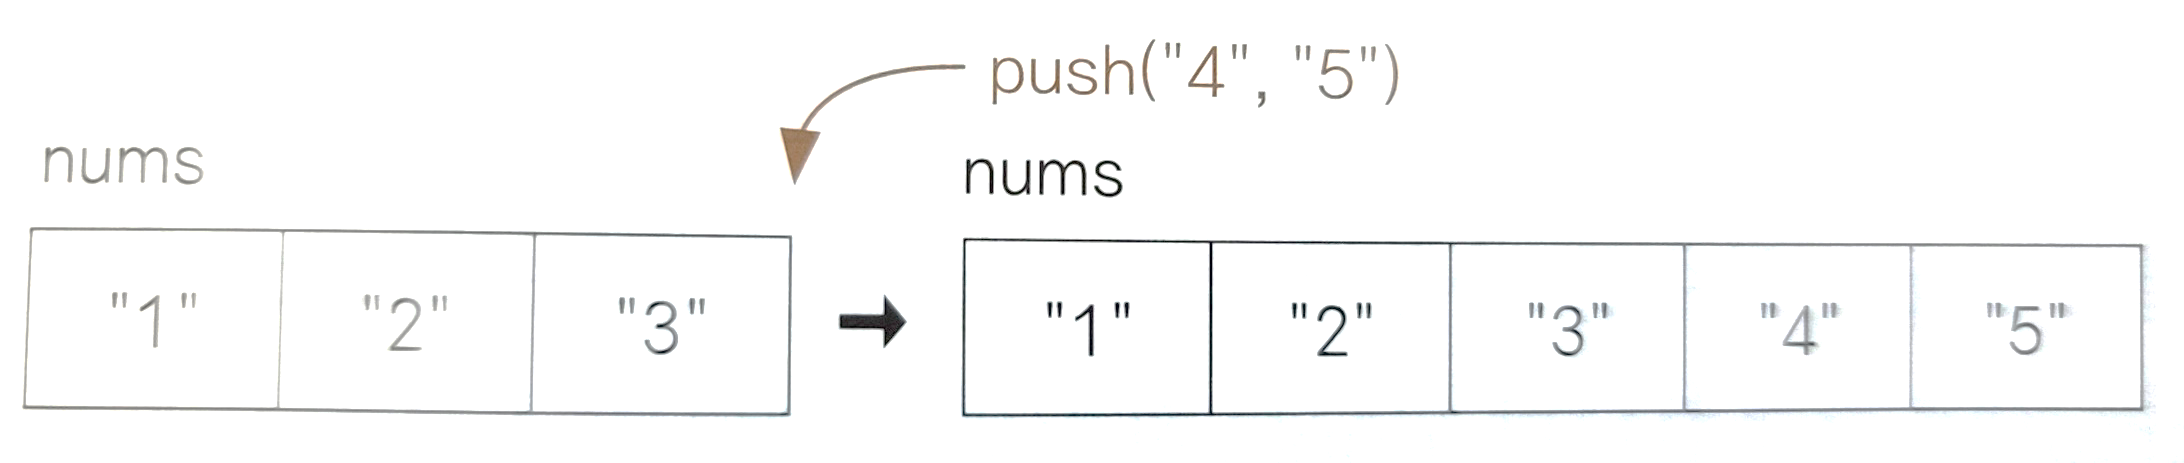 push("4", "5")
nums
nums
"1" "2" "3"
"1" "2" "3" "4" "5"